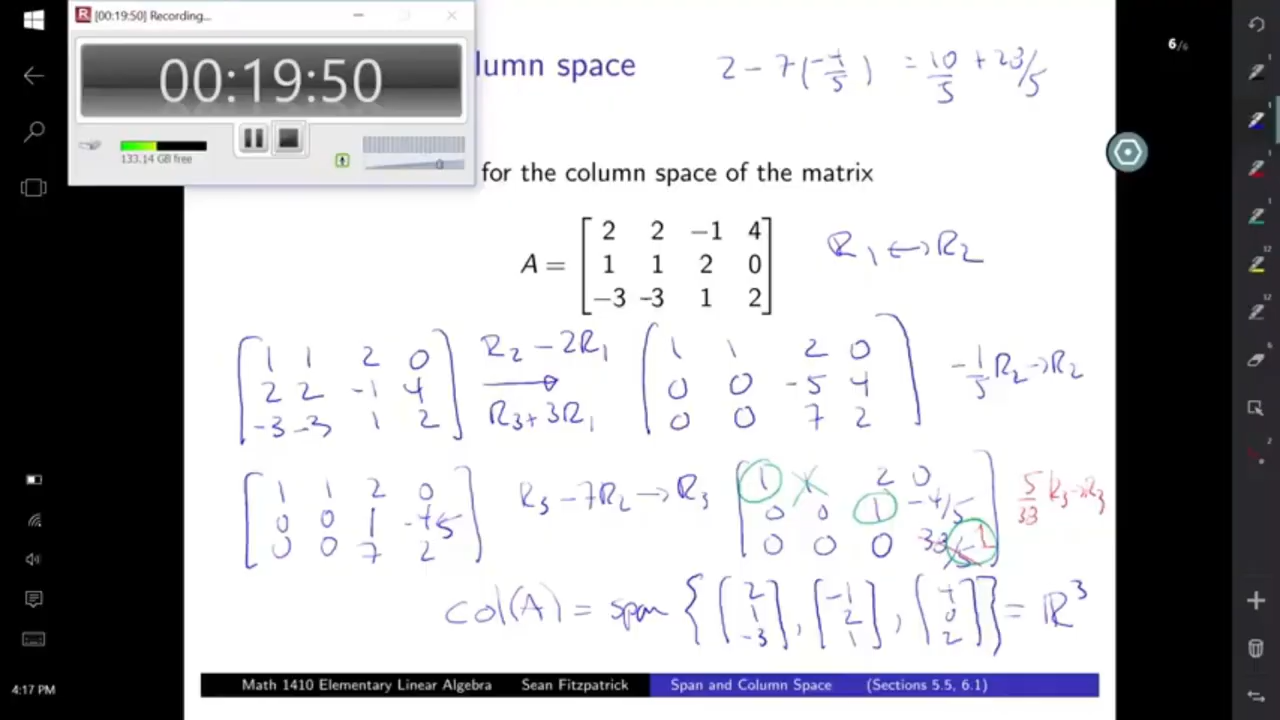 [00:19:50] Recording...
00:19:50
133.14 GB free
6/6
lumn space
2 - 7(-4/5) = 10/5 + 23/5
for the column space of the matrix
A = [2 2 −1 4
1 1 2 0
−3 -3 1 2]
R1 ↔ R2
[1 1 2 0
2 2 -1 4
-3 -3 1 2]
R2 - 2R1
R3 + 3R1
[1 1 2 0
0 0 -5 4
0 0 7 2]
-1/5 R2 → R2
[1 1 2 0
0 0 1 -4/5
0 0 7 2]
R3 - 7R2 → R3
[1 1 2 0
0 0 1 -4/5
0 0 0 33/5 1]
5/33 R3 → R3
col(A) = span { [2 1 -3], [-1 2 1], [4 0 2] } = ℝ³
Math 1410 Elementary Linear Algebra Sean Fitzpatrick Span and Column Space (Sections 5.5, 6.1)
4:17 PM